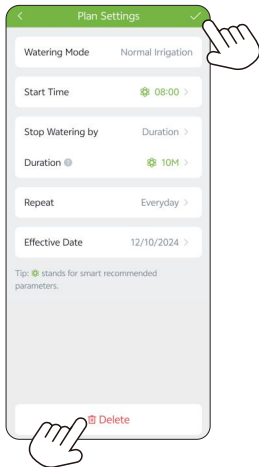 Plan Settings
Watering Mode Normal Irrigation
Start Time 08:00 >
Stop Watering by Duration >
Duration ? 10M >
Repeat Everyday >
Effective Date 12/10/2024 >
Tip: stands for smart recommended
parameters.
Delete